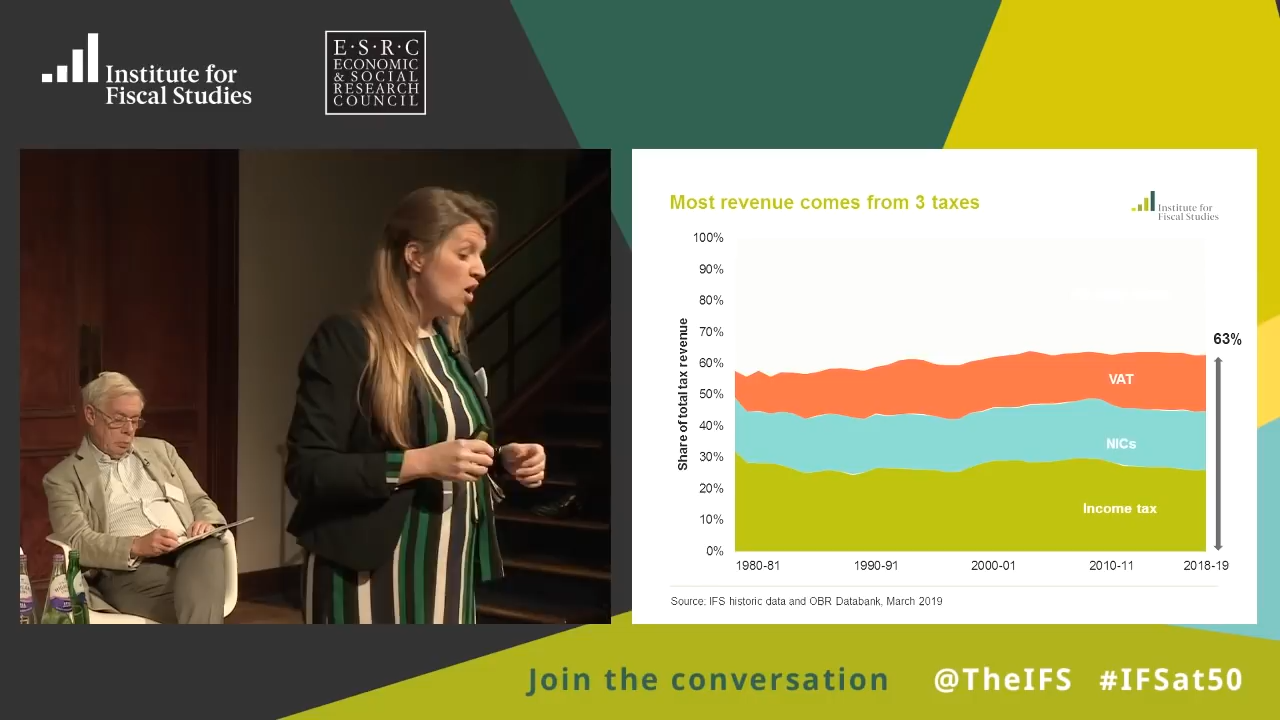 Institute for
Fiscal Studies
E·S·R·C
ECONOMIC
& SOCIAL
RESEARCH
COUNCIL
Most revenue comes from 3 taxes
Institute for
Fiscal Studies
100%
90%
80%
70%
60%
50%
40%
30%
20%
10%
0%
Share of total tax revenue
63%
VAT
NICs
Income tax
1980-81
1990-91
2000-01
2010-11
2018-19
Source: IFS historic data and OBR Databank, March 2019
Join the conversation
@TheIFS #IFSat50